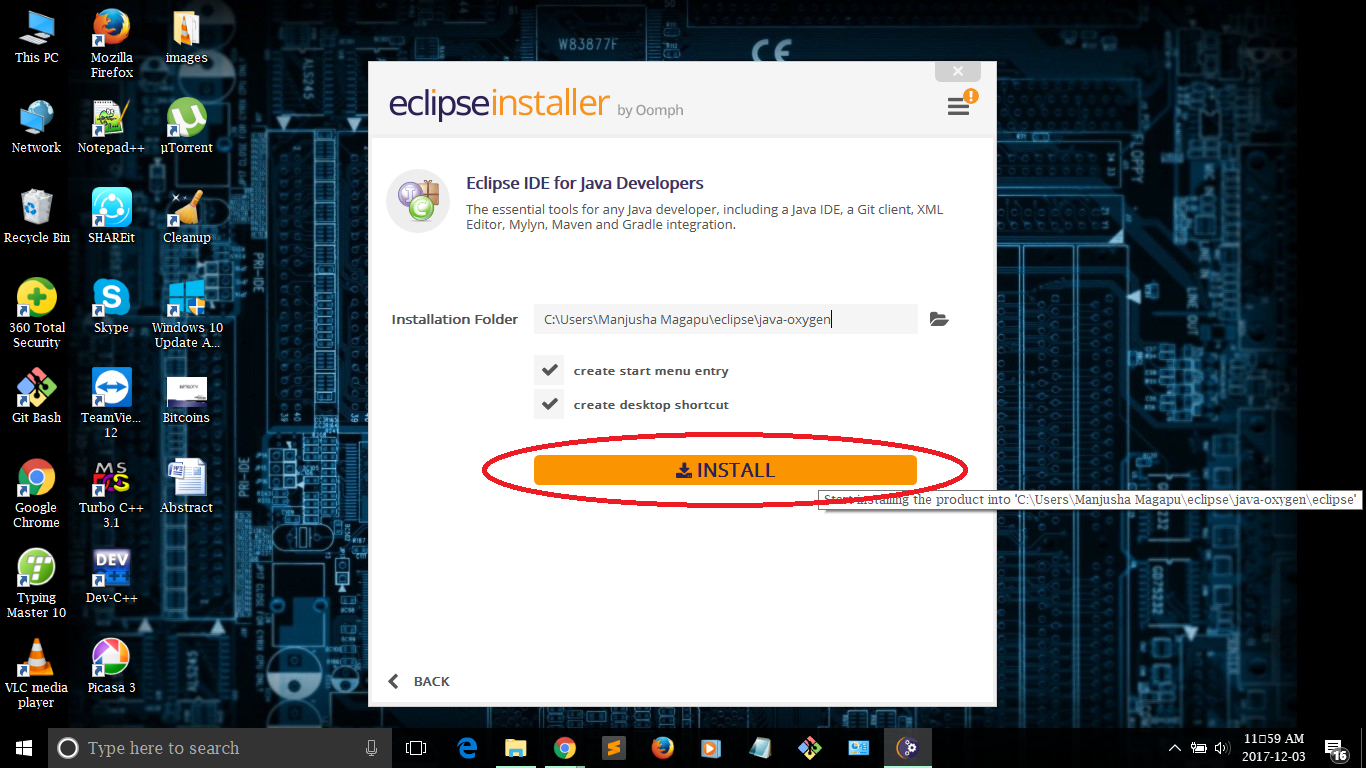 This PC
Mozilla
Firefox
images
Network
Notepad++
µTorrent
Recycle Bin
SHAREit
Cleanup
360 Total
Security
Skype
Windows 10
Update A...
Git Bash
TeamVie...
12
Bitcoins
Google
Chrome
Turbo C++
3.1
Abstract
Typing
Master 10
Dev-C++
VLC media
player
Picasa 3
W83877F
FLOPPY
PRI-IDE
ALS245
eclipseinstaller by Oomph
Eclipse IDE for Java Developers
The essential tools for any Java developer, including a Java IDE, a Git client, XML
Editor, Mylyn, Maven and Gradle integration.
Installation Folder C:\Users\Manjusha Magapu\eclipse\java-oxygen
create start menu entry
create desktop shortcut
INSTALL
Start installing the product into 'C:\Users\Manjusha Magapu\eclipse\java-oxygen\eclipse'
BACK
Type here to search
11□59 AM
2017-12-03
16